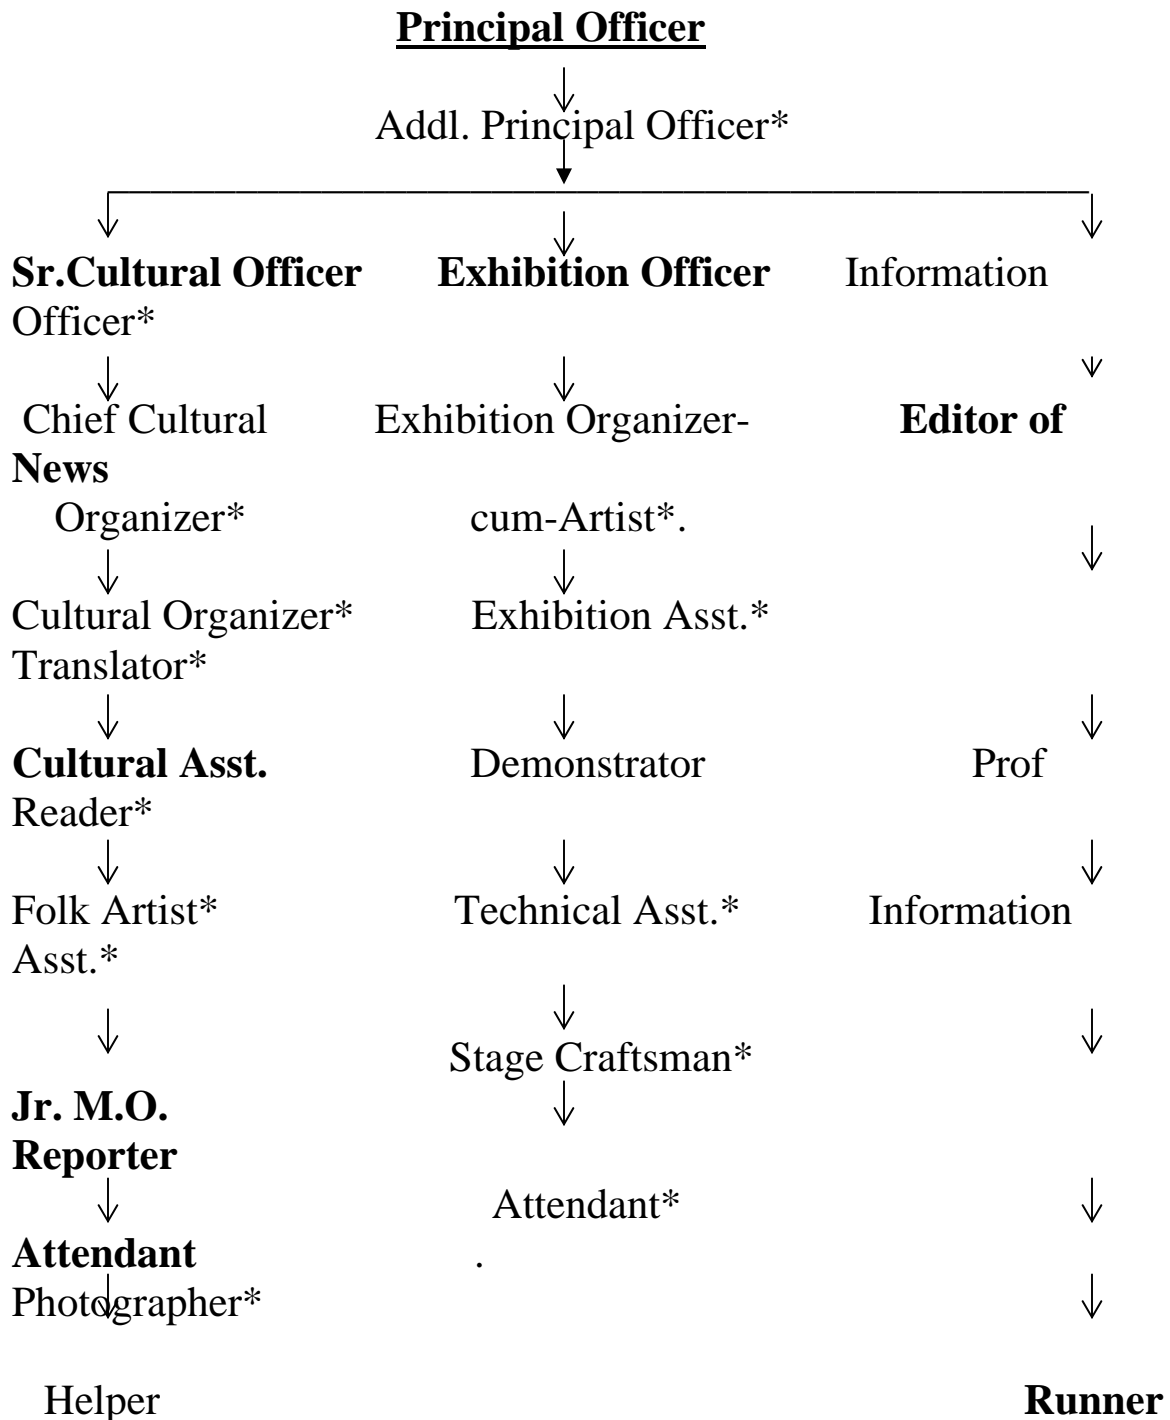 Principal Officer
Addl. Principal Officer*
Sr.Cultural Officer Exhibition Officer Information
Officer*
Chief Cultural Exhibition Organizer- Editor of
News
Organizer* cum-Artist*.
Cultural Organizer* Exhibition Asst.*
Translator*
Cultural Asst. Demonstrator Prof
Reader*
Folk Artist* Technical Asst.* Information
Asst.*
Stage Craftsman*
Jr. M.O.
Reporter
Attendant*
Attendant .
Photographer*
Helper Runner